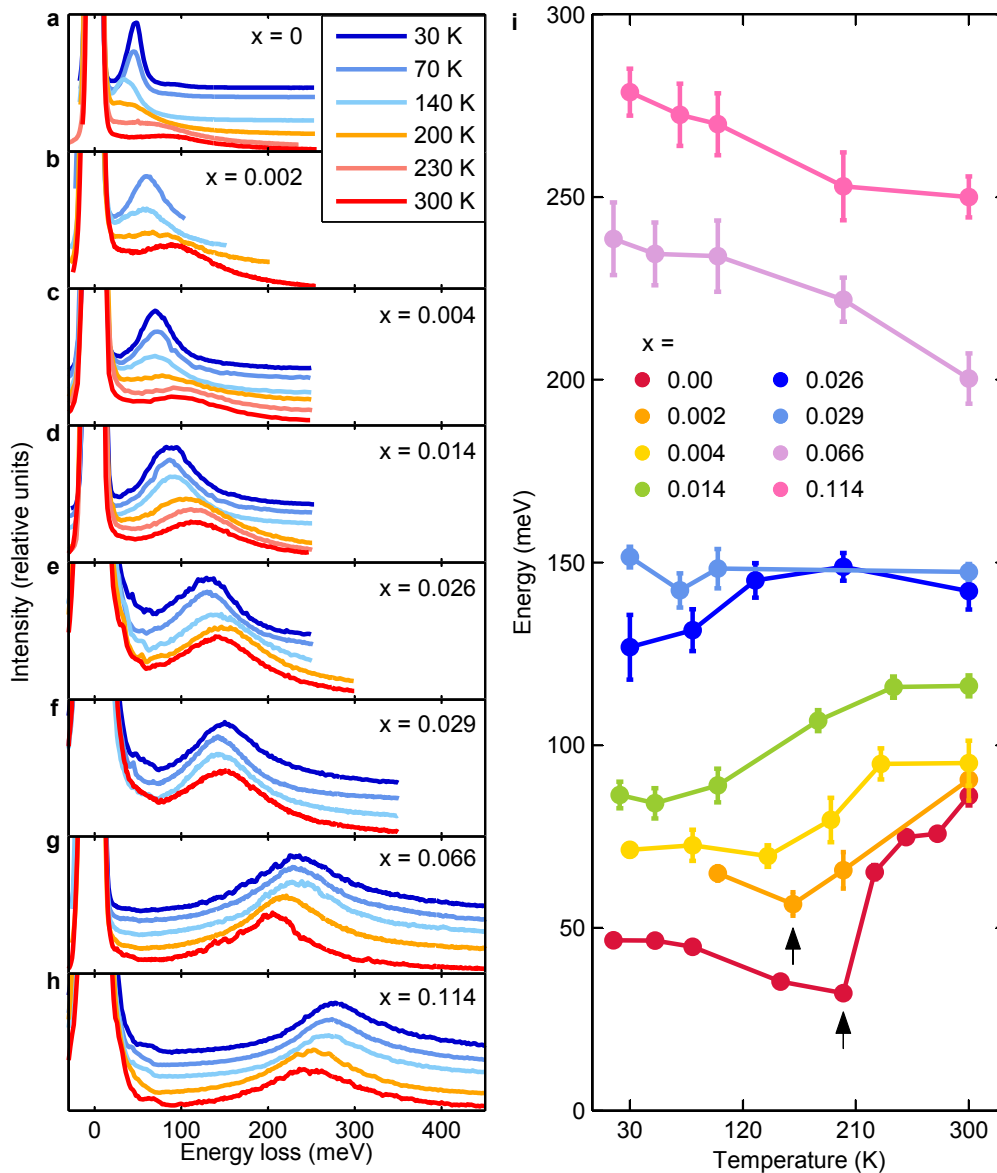 a
x = 0
30 K
70 K
140 K
200 K
230 K
300 K
b
x = 0.002
c
x = 0.004
d
x = 0.014
e
x = 0.026
f
x = 0.029
g
x = 0.066
h
x = 0.114
0 100 200 300 400
Energy loss (meV)
Intensity (relative units)
i
300
250
200
150
100
50
0
Energy (meV)
x =
0.00 0.026
0.002 0.029
0.004 0.066
0.014 0.114
30 120 210 300
Temperature (K)